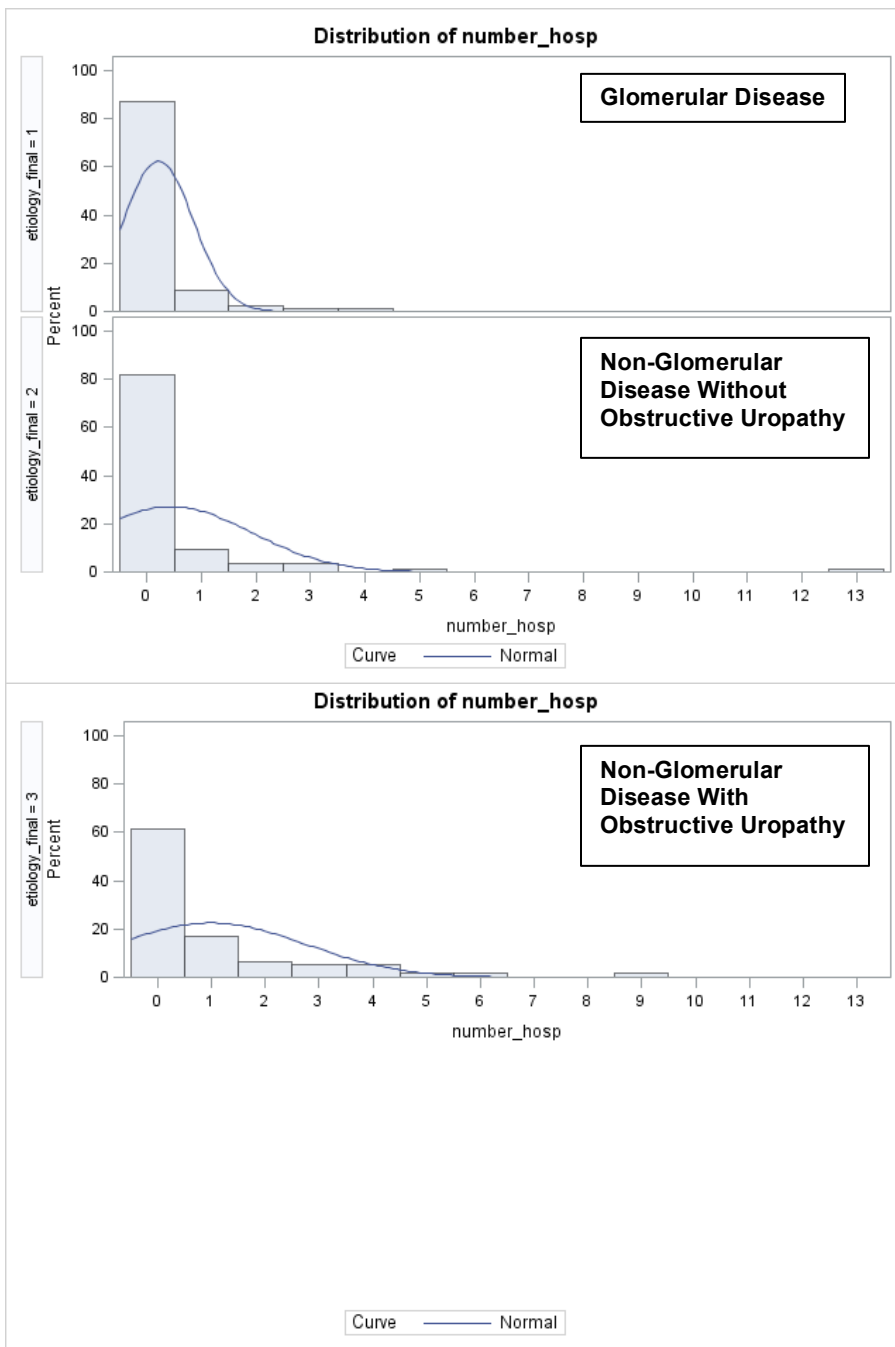 Distribution of number_hosp
Glomerular Disease
etiology_final = 1
100
80
60
40
20
0
Percent
Non-Glomerular
Disease Without
Obstructive Uropathy
etiology_final = 2
100
80
60
40
20
0
0 1 2 3 4 5 6 7 8 9 10 11 12 13
number_hosp
Curve Normal
Distribution of number_hosp
Non-Glomerular
Disease With
Obstructive Uropathy
etiology_final = 3
Percent
100
80
60
40
20
0
0 1 2 3 4 5 6 7 8 9 10 11 12 13
number_hosp
Curve Normal